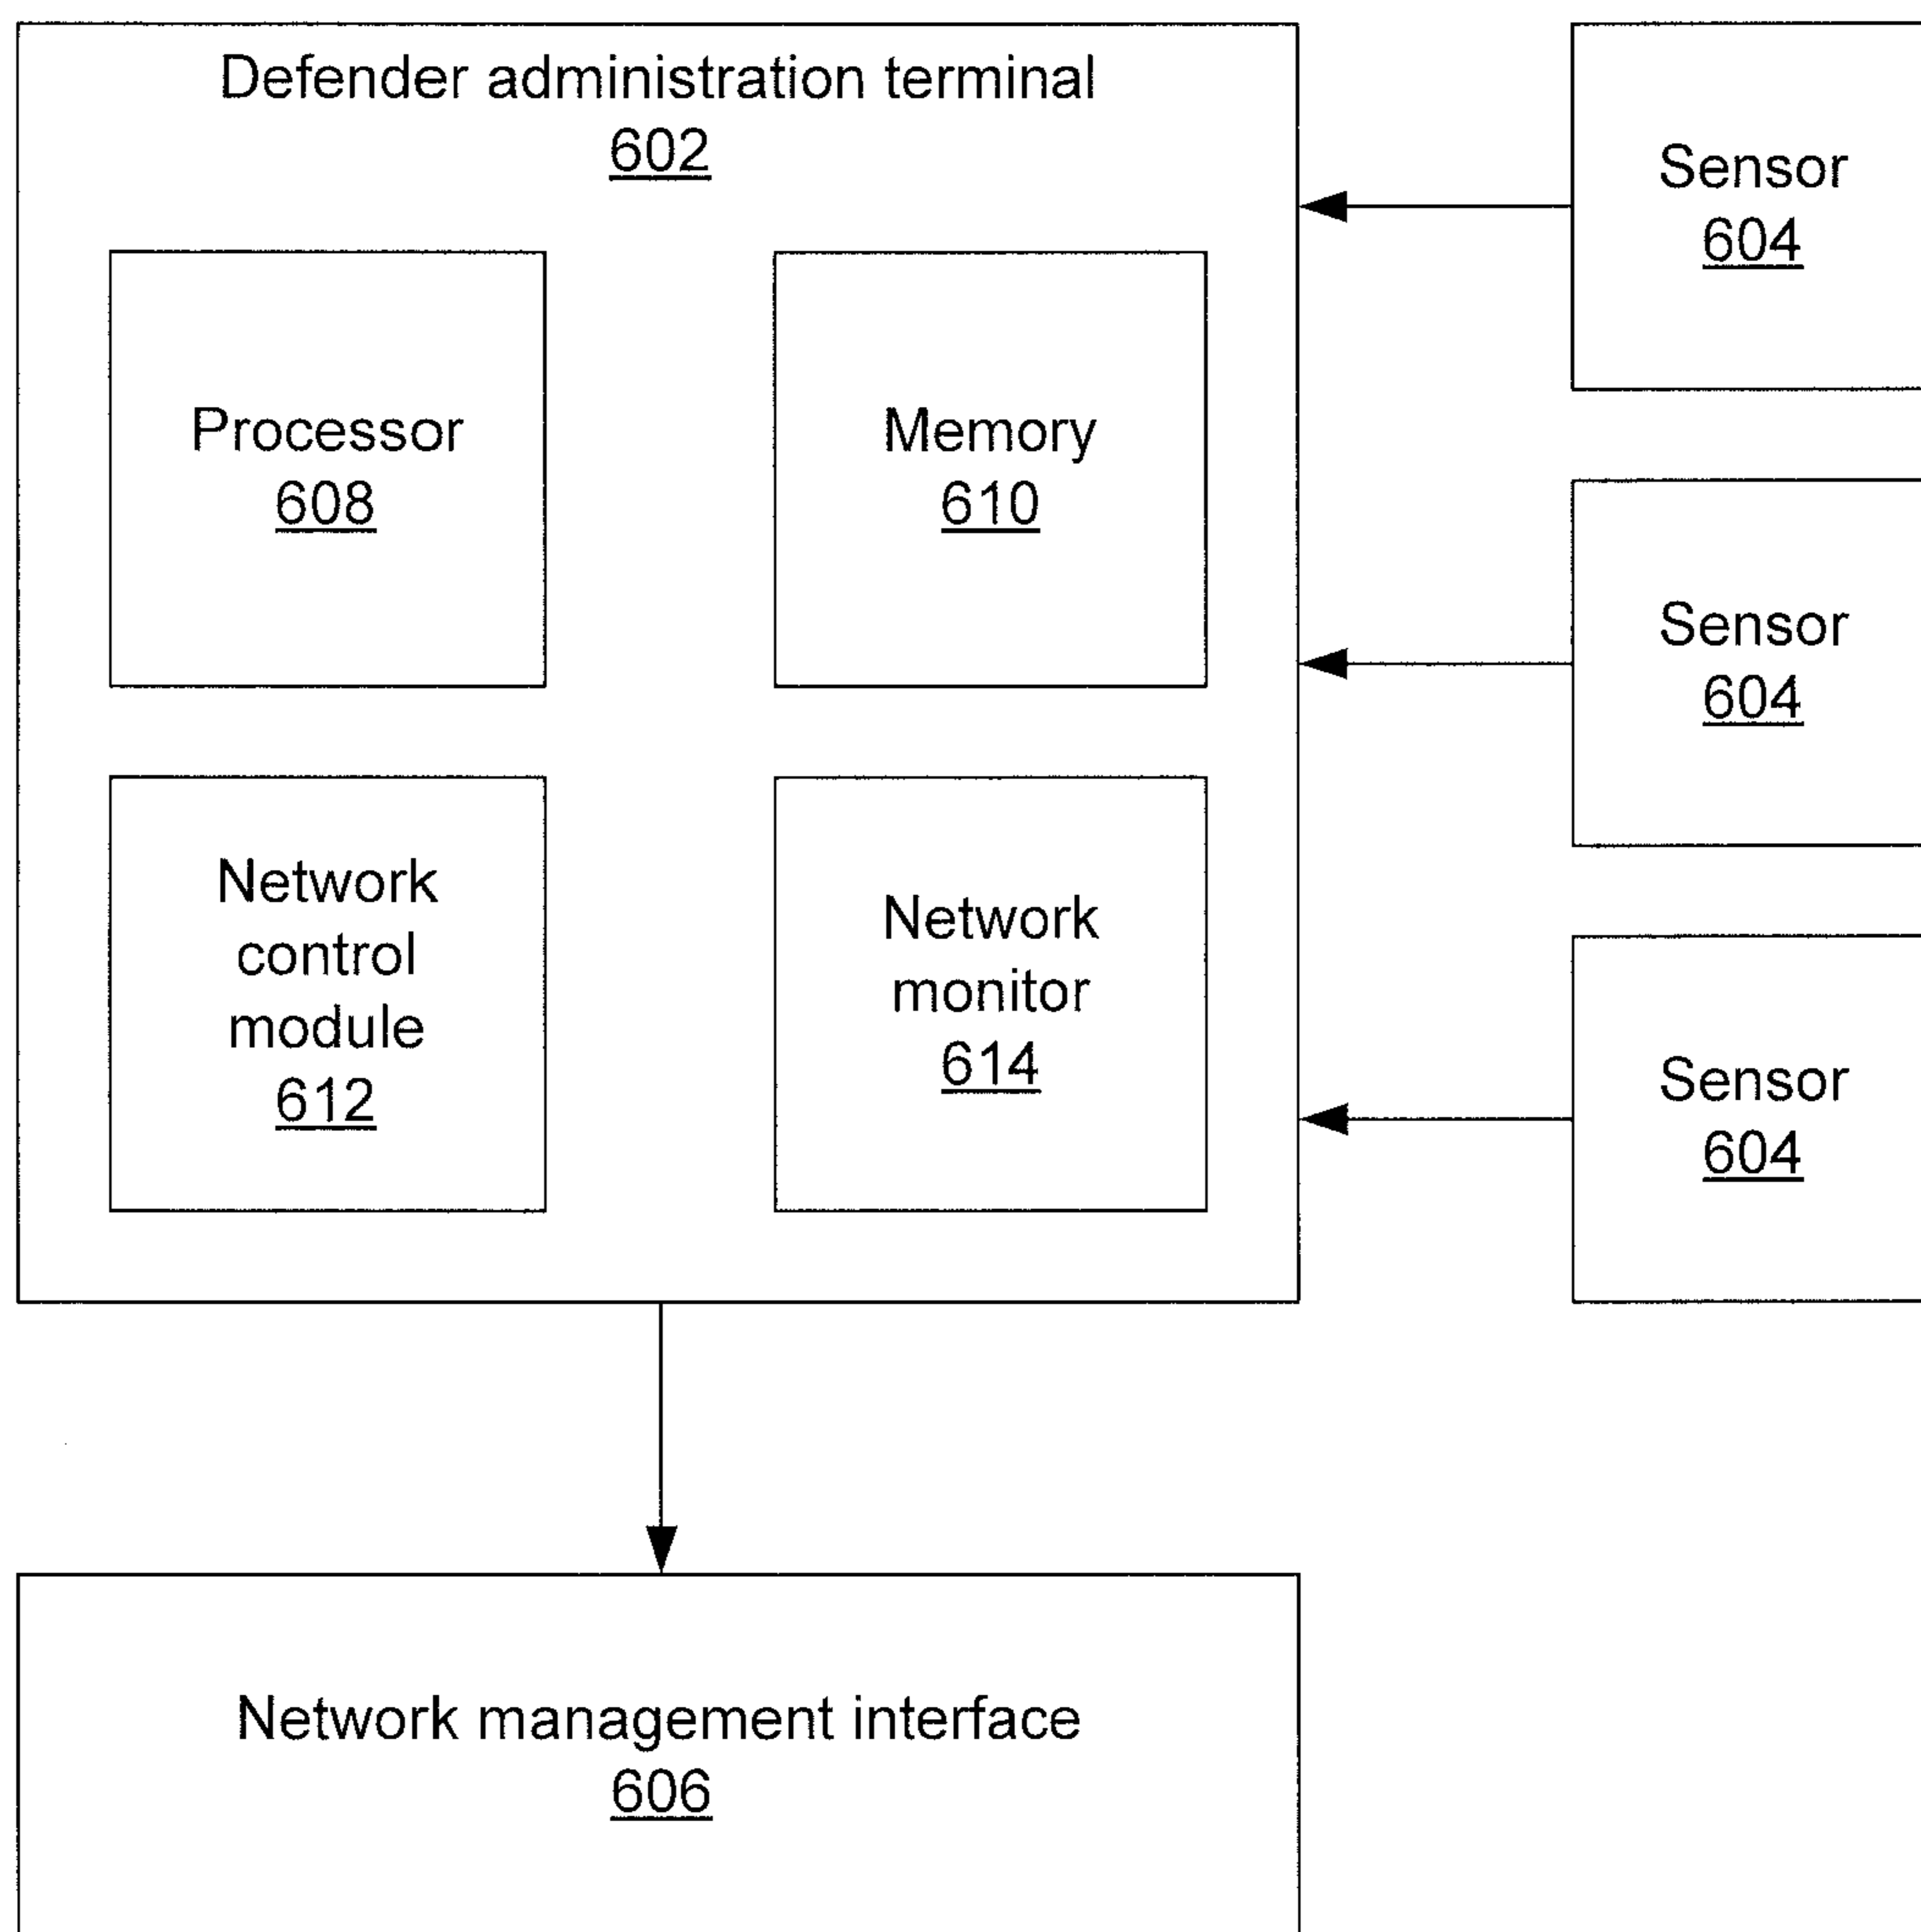 Defender administration terminal
602
Processor
608
Memory
610
Network
control
module
612
Network
monitor
614
Sensor
604
Sensor
604
Sensor
604
Network management interface
606